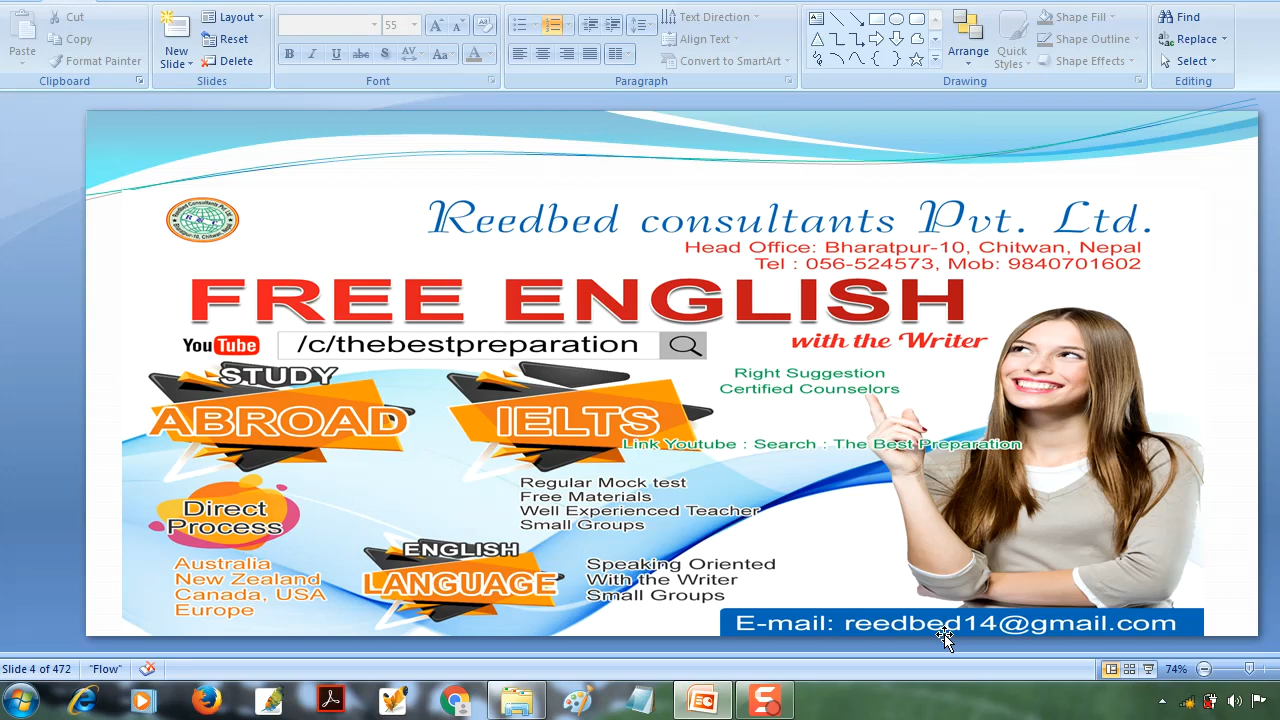 Cut
Copy
Format Painter
Paste
Clipboard
New
Slide
Layout
Reset
Delete
Slides
55
B I U abc S AV Aa
Font
Text Direction
Align Text
Convert to SmartArt
Paragraph
Arrange
Quick
Styles
Shape Fill
Shape Outline
Shape Effects
Drawing
Find
Replace
Select
Editing
Reedbed consultants Pvt. Ltd.
Head Office: Bharatpur-10, Chitwan, Nepal
Tel : 056-524573, Mob: 9840701602
FREE ENGLISH
with the Writer
YouTube /c/thebestpreparation
Right Suggestion
Certified Counselors
STUDY
ABROAD
IELTS
Link Youtube : Search : The Best Preparation
Regular Mock test
Free Materials
Well Experienced Teacher
Small Groups
Direct
Process
Australia
New Zealand
Canada, USA
Europe
ENGLISH
LANGUAGE
Speaking Oriented
With the Writer
Small Groups
E-mail: reedbed14@gmail.com
Slide 4 of 472
"Flow"
74%